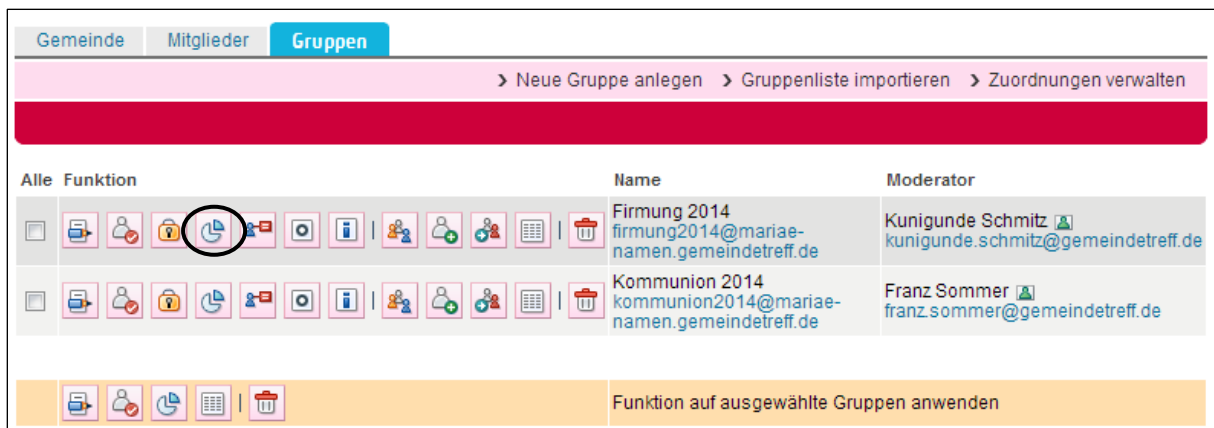 Gemeinde Mitglieder Gruppen
Neue Gruppe anlegen Gruppenliste importieren Zuordnungen verwalten
Alle Funktion Name Moderator
Firmung 2014
firmung2014@mariae-
namen.gemeindetreff.de
Kunigunde Schmitz
kunigunde.schmitz@gemeindetreff.de
Kommunion 2014
kommunion2014@mariae-
namen.gemeindetreff.de
Franz Sommer
franz.sommer@gemeindetreff.de
Funktion auf ausgewählte Gruppen anwenden